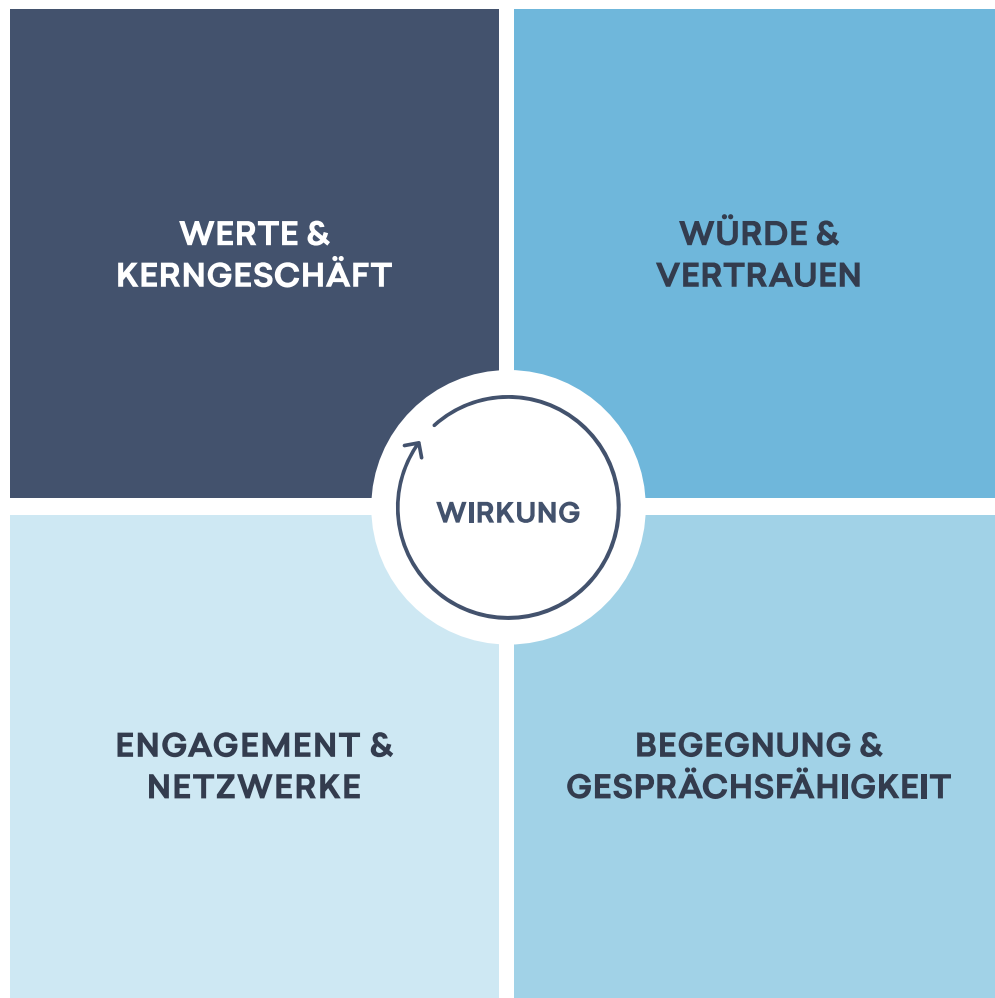 WERTE &
KERNGESCHÄFT
WÜRDE &
VERTRAUEN
WIRKUNG
ENGAGEMENT &
NETZWERKE
BEGEGNUNG &
GESPRÄCHSFÄHIGKEIT